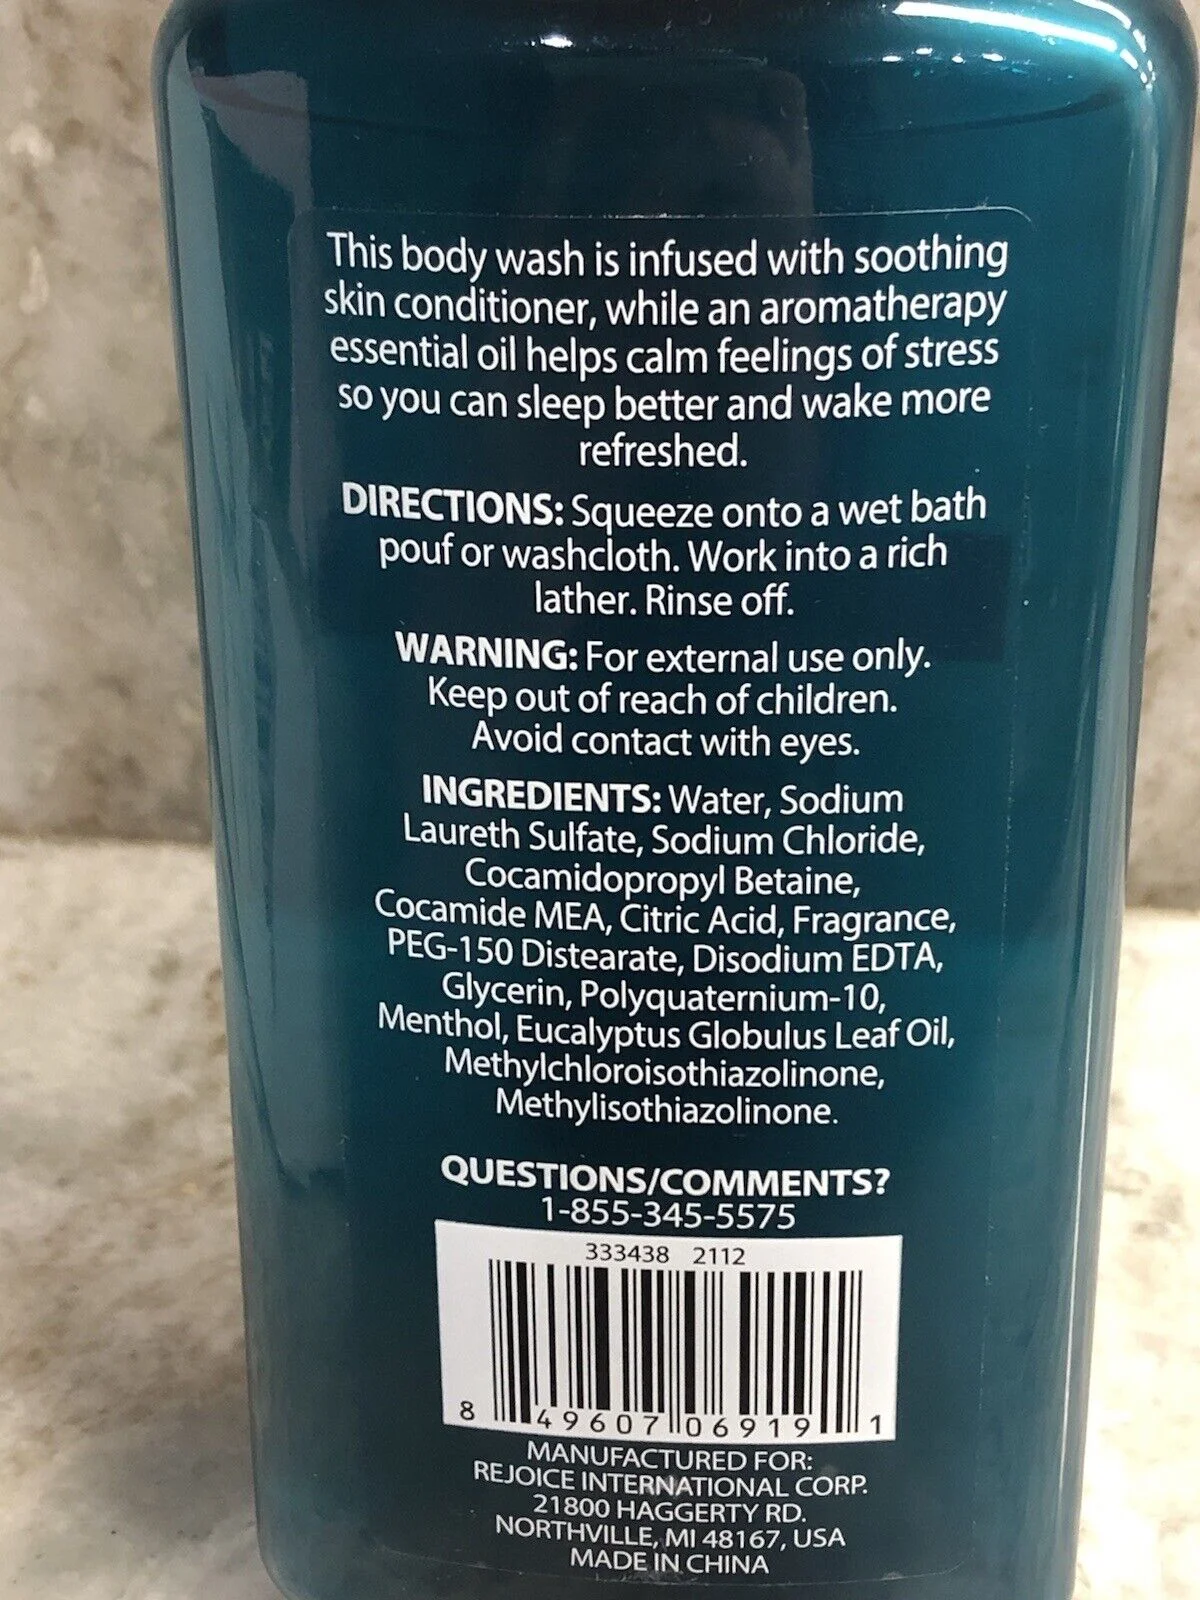 This body wash is infused with soothing
skin conditioner, while an aromatherapy
essential oil helps calm feelings of stress
so you can sleep better and wake more
refreshed.
DIRECTIONS: Squeeze onto a wet bath
pouf or washcloth. Work into a rich
lather. Rinse off.
WARNING: For external use only.
Keep out of reach of children.
Avoid contact with eyes.
INGREDIENTS: Water, Sodium
Laureth Sulfate, Sodium Chloride,
Cocamidopropyl Betaine,
Cocamide MEA, Citric Acid, Fragrance,
PEG-150 Distearate, Disodium EDTA,
Glycerin, Polyquaternium-10,
Menthol, Eucalyptus Globulus Leaf Oil,
Methylchloroisothiazolinone,
Methylisothiazolinone.
QUESTIONS/COMMENTS?
1-855-345-5575
333438 2112
8 49607 06919 1
MANUFACTURED FOR:
REJOICE INTERNATIONAL CORP.
21800 HAGGERTY RD.
NORTHVILLE, MI 48167, USA
MADE IN CHINA